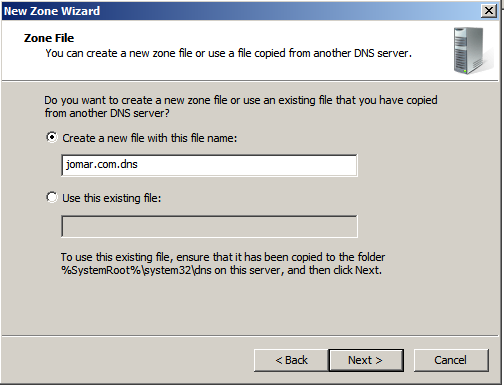 New Zone Wizard
Zone File
You can create a new zone file or use a file copied from another DNS server.
Do you want to create a new zone file or use an existing file that you have copied
from another DNS server?
Create a new file with this file name:
jomar.com.dns
Use this existing file:
To use this existing file, ensure that it has been copied to the folder
%SystemRoot%\system32\dns on this server, and then click Next.
< Back
Next >
Cancel